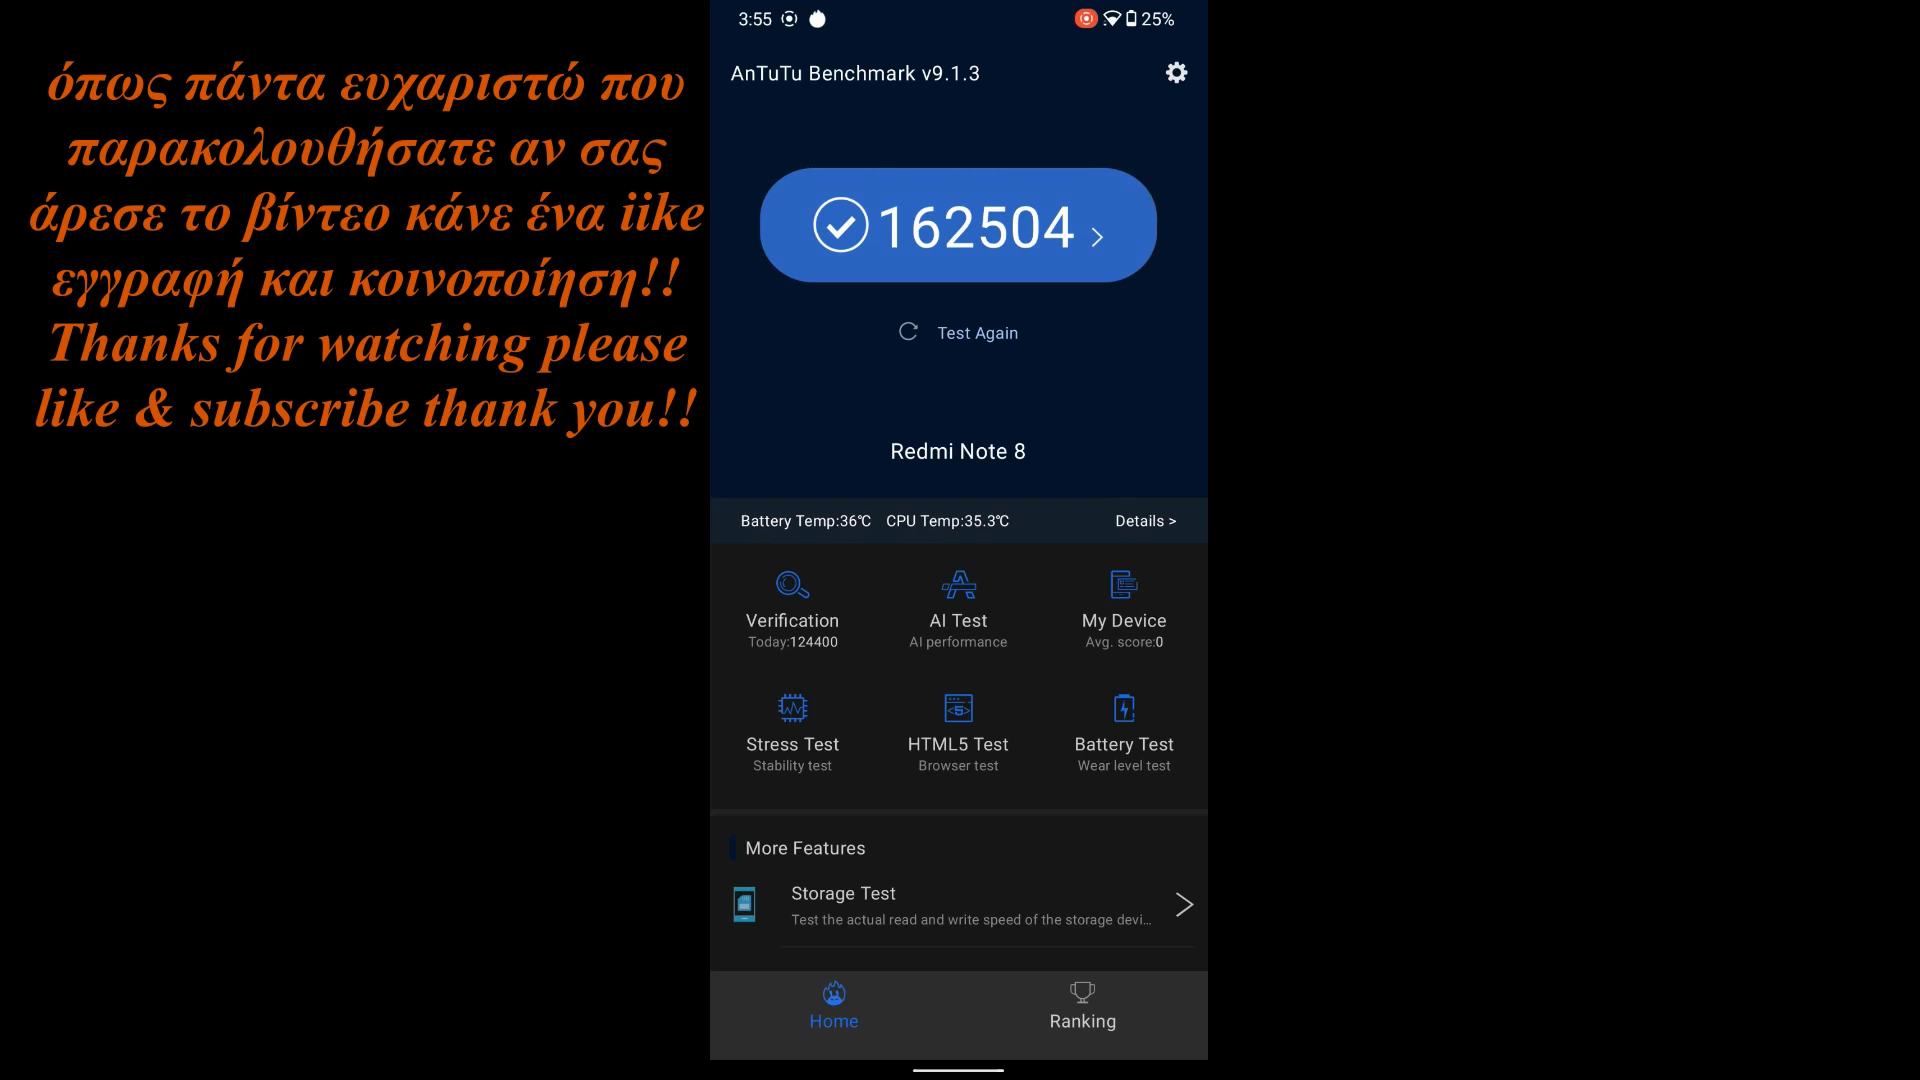 όπως πάντα ευχαριστώ που
παρακολουθήσατε αν σας
άρεσε το βίντεο κάνε ένα iike
εγγραφή και κοινοποίηση!!
Thanks for watching please
like & subscribe thank you!!
3:55
25%
AnTuTu Benchmark v9.1.3
162504 >
Test Again
Redmi Note 8
Battery Temp:36℃ CPU Temp:35.3℃ Details >
Verification AI Test My Device
Today:124400 AI performance Avg. score:0
Stress Test HTML5 Test Battery Test
Stability test Browser test Wear level test
More Features
Storage Test
Test the actual read and write speed of the storage devi...
Home Ranking